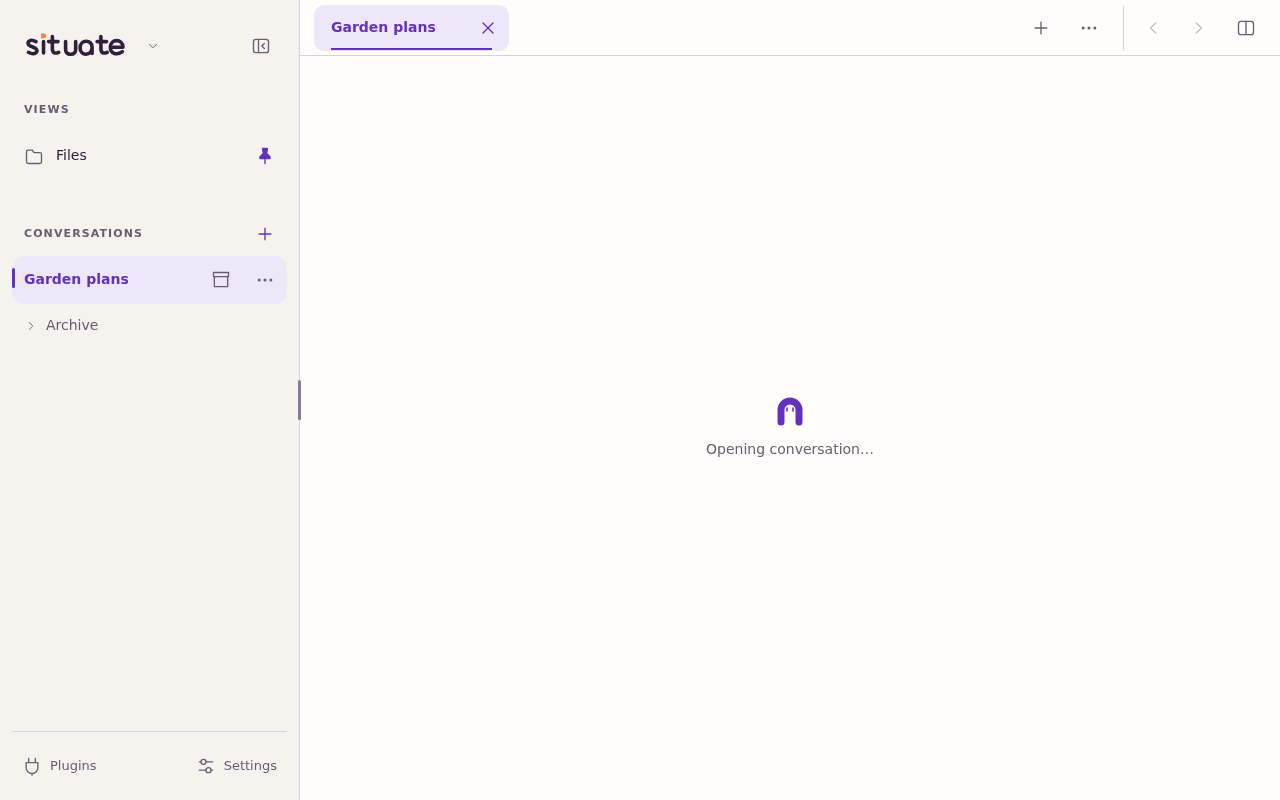 situate
VIEWS
Files
CONVERSATIONS
Garden plans
Archive
Plugins
Settings
Garden plans
Opening conversation…